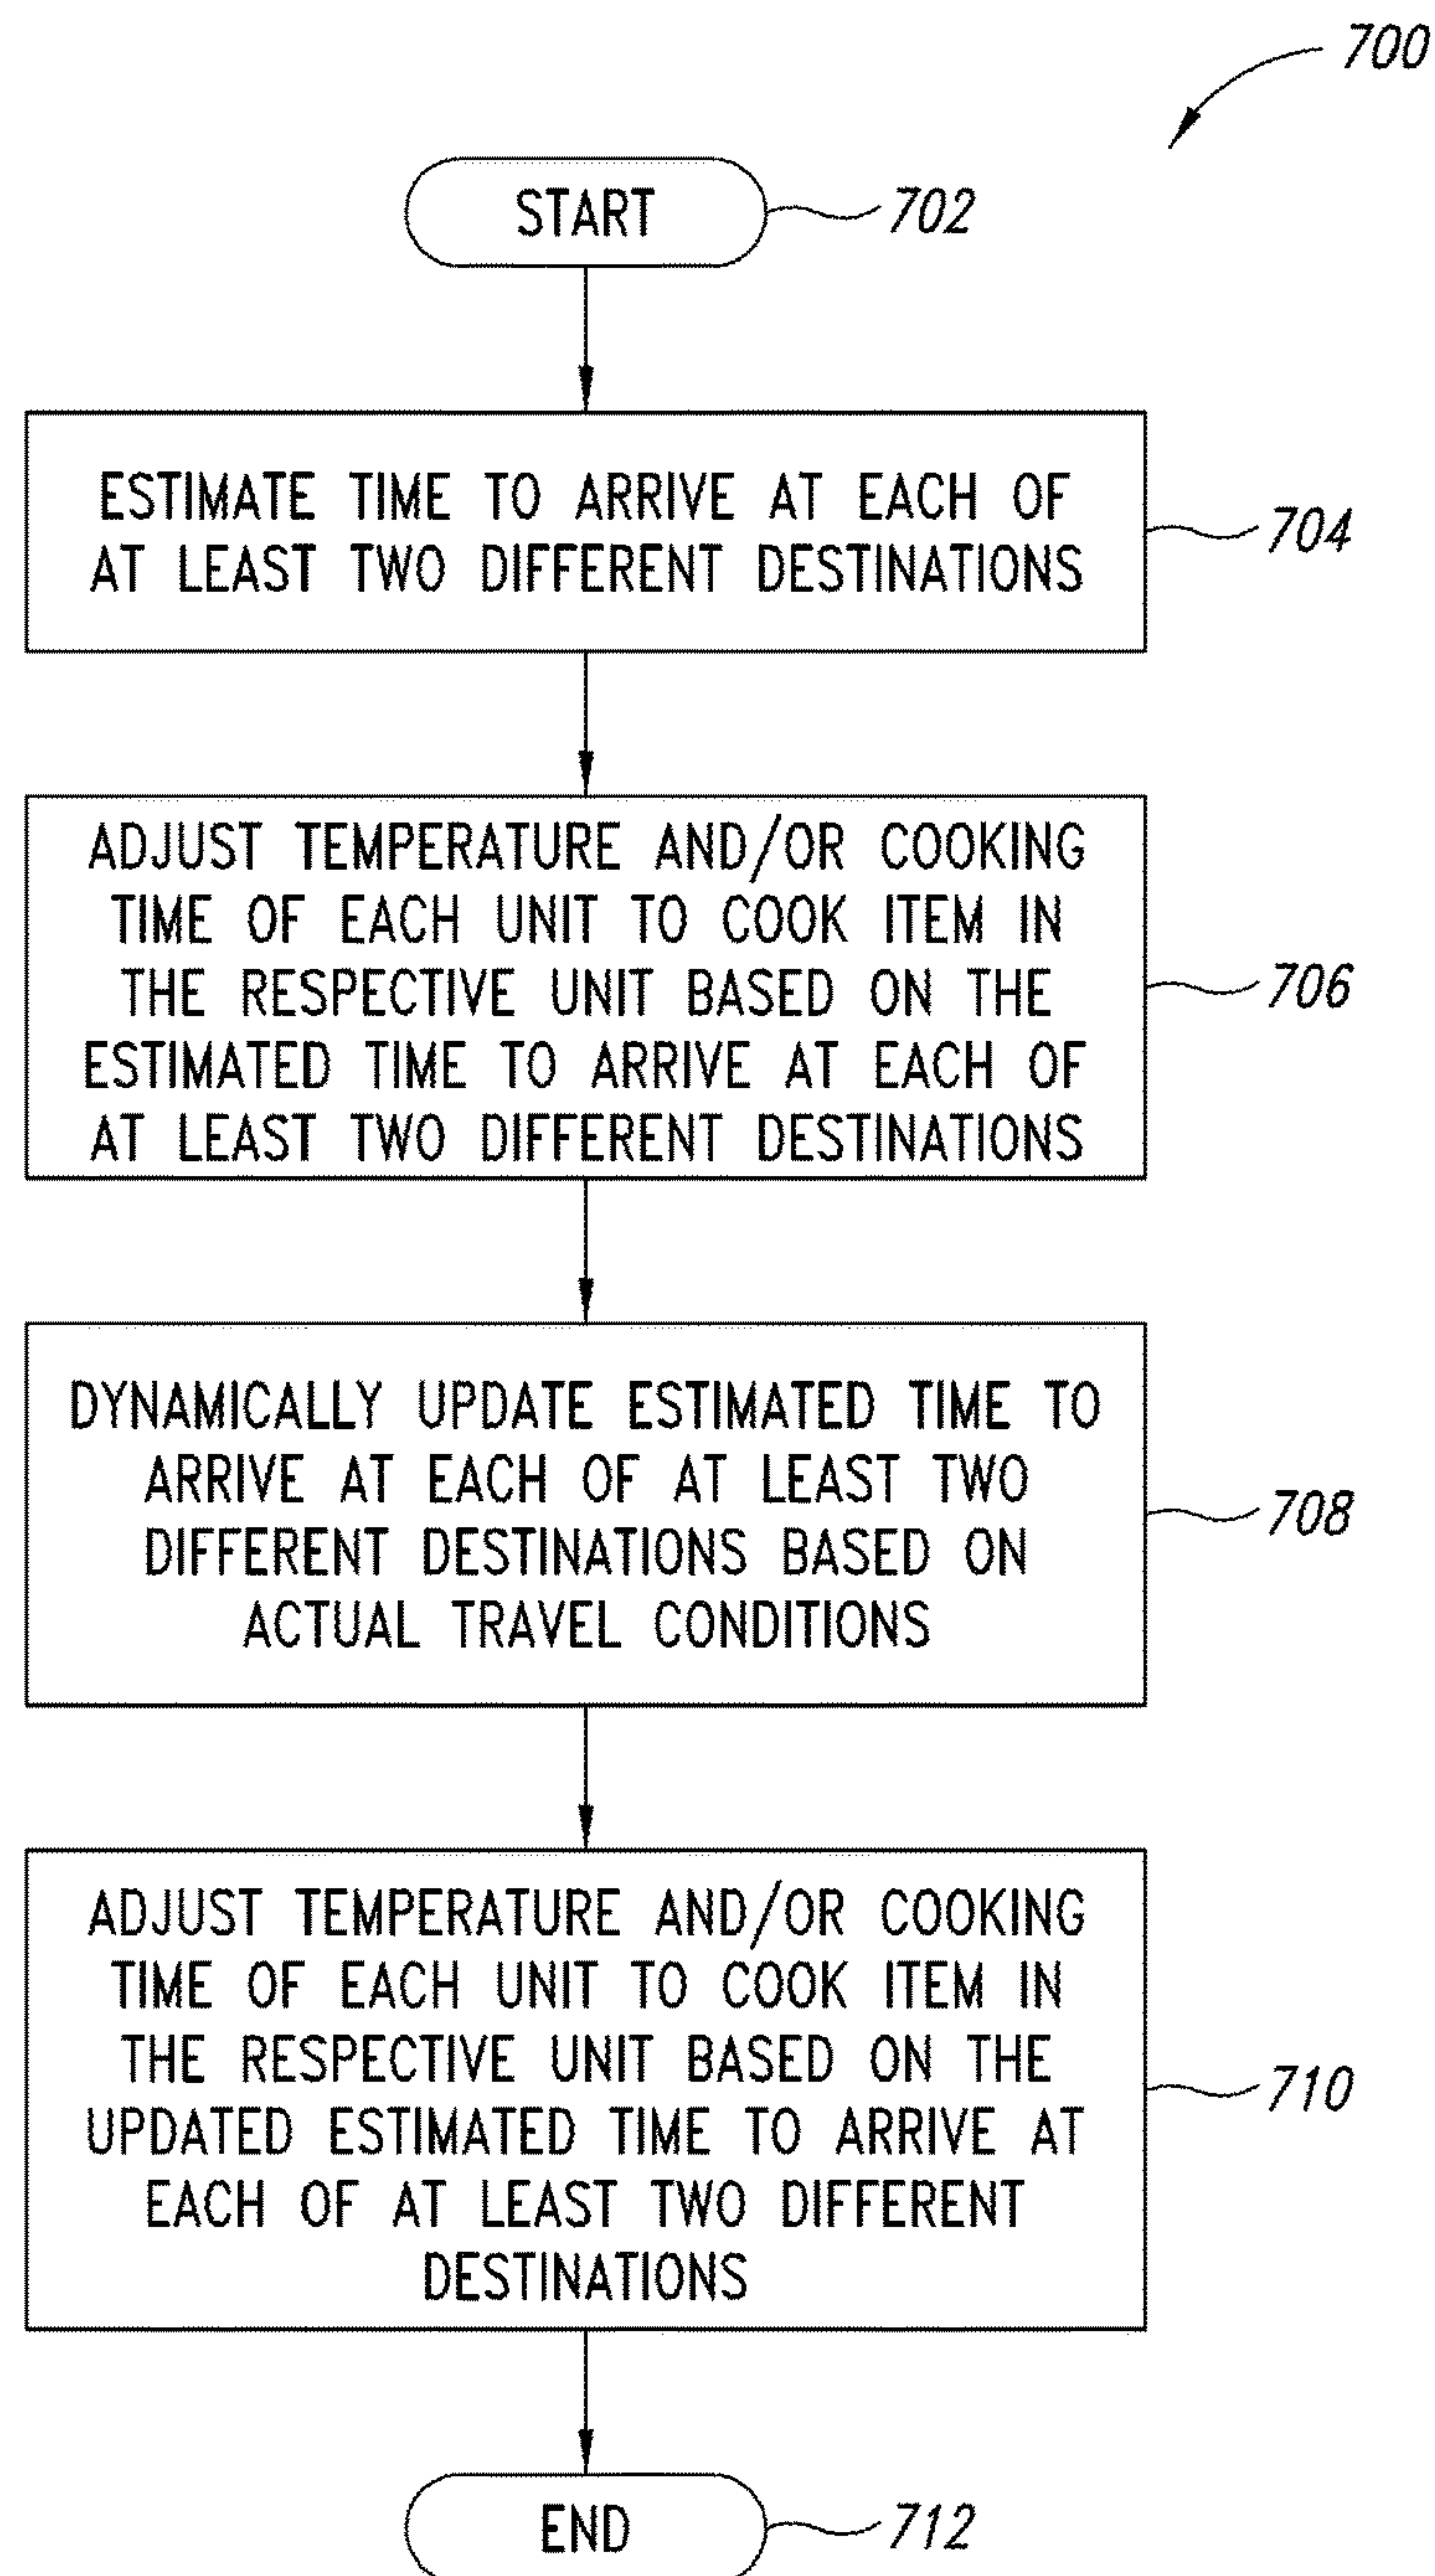 700
START
702
ESTIMATE TIME TO ARRIVE AT EACH OF
AT LEAST TWO DIFFERENT DESTINATIONS
704
ADJUST TEMPERATURE AND/OR COOKING
TIME OF EACH UNIT TO COOK ITEM IN
THE RESPECTIVE UNIT BASED ON THE
ESTIMATED TIME TO ARRIVE AT EACH OF
AT LEAST TWO DIFFERENT DESTINATIONS
706
DYNAMICALLY UPDATE ESTIMATED TIME TO
ARRIVE AT EACH OF AT LEAST TWO
DIFFERENT DESTINATIONS BASED ON
ACTUAL TRAVEL CONDITIONS
708
ADJUST TEMPERATURE AND/OR COOKING
TIME OF EACH UNIT TO COOK ITEM IN
THE RESPECTIVE UNIT BASED ON THE
UPDATED ESTIMATED TIME TO ARRIVE AT
EACH OF AT LEAST TWO DIFFERENT
DESTINATIONS
710
END
712